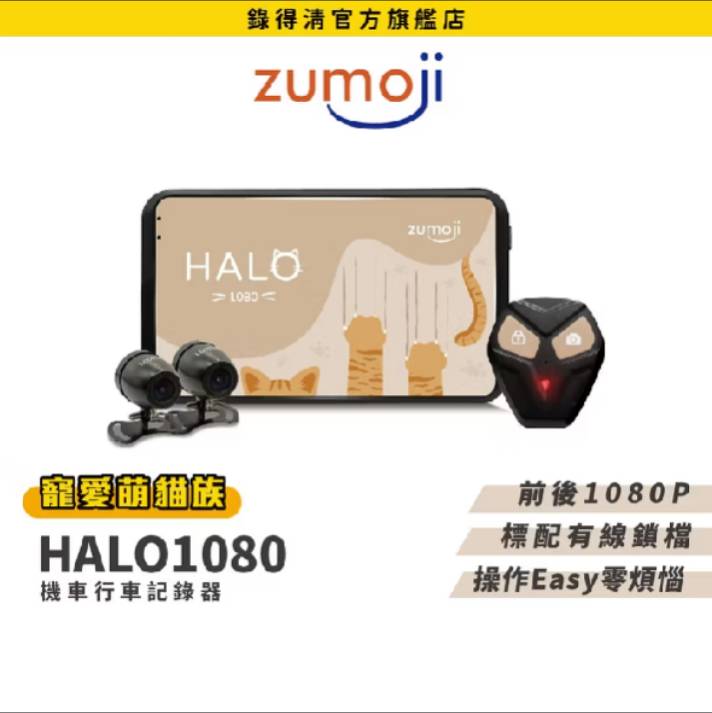 錄得清官方旗艦店
zumoji
zumoji
HALO
1080
寵愛萌貓族
HALO1080
機車行車記錄器
前後1080P
標配有線鎖檔
操作Easy零煩惱